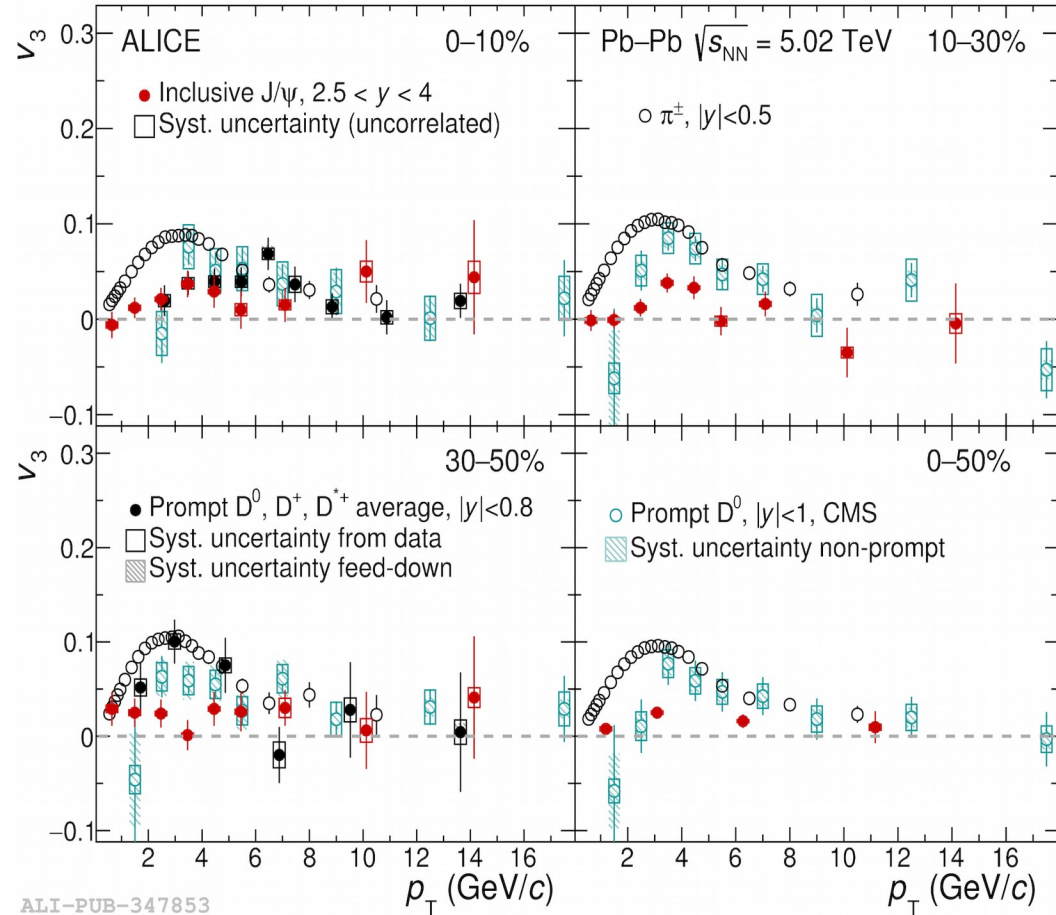 v₃
0.3
0.2
0.1
0
−0.1
ALICE 0–10%
Inclusive J/ψ, 2.5 < y < 4
Syst. uncertainty (uncorrelated)
Pb–Pb √sNN = 5.02 TeV 10–30%
π±, |y|<0.5
v₃
0.3
0.2
0.1
0
−0.1
30–50%
Prompt D⁰, D⁺, D*⁺ average, |y|<0.8
Syst. uncertainty from data
Syst. uncertainty feed-down
0–50%
Prompt D⁰, |y|<1, CMS
Syst. uncertainty non-prompt
2 4 6 8 10 12 14 16
2 4 6 8 10 12 14 16
pT (GeV/c)
pT (GeV/c)
ALI-PUB-347853